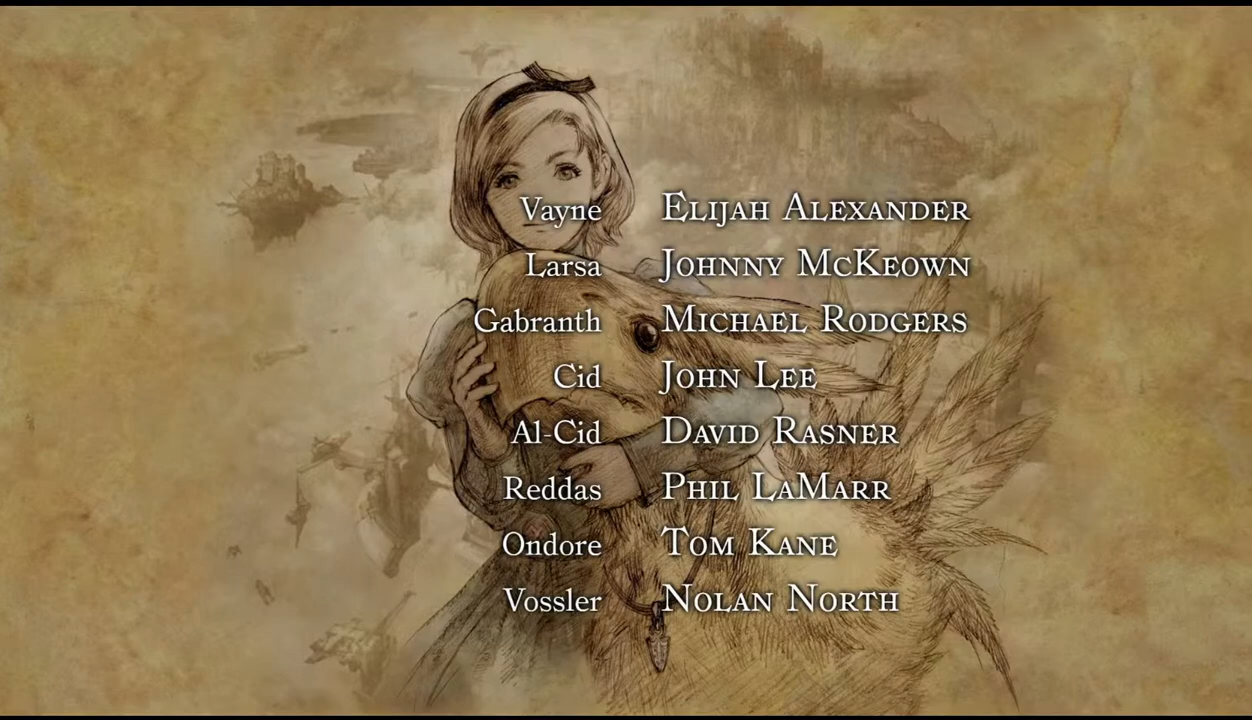 Vayne Elijah Alexander
Larsa Johnny McKeown
Gabranth Michael Rodgers
Cid John Lee
Al-Cid David Rasner
Reddas Phil LaMarr
Ondore Tom Kane
Vossler Nolan North